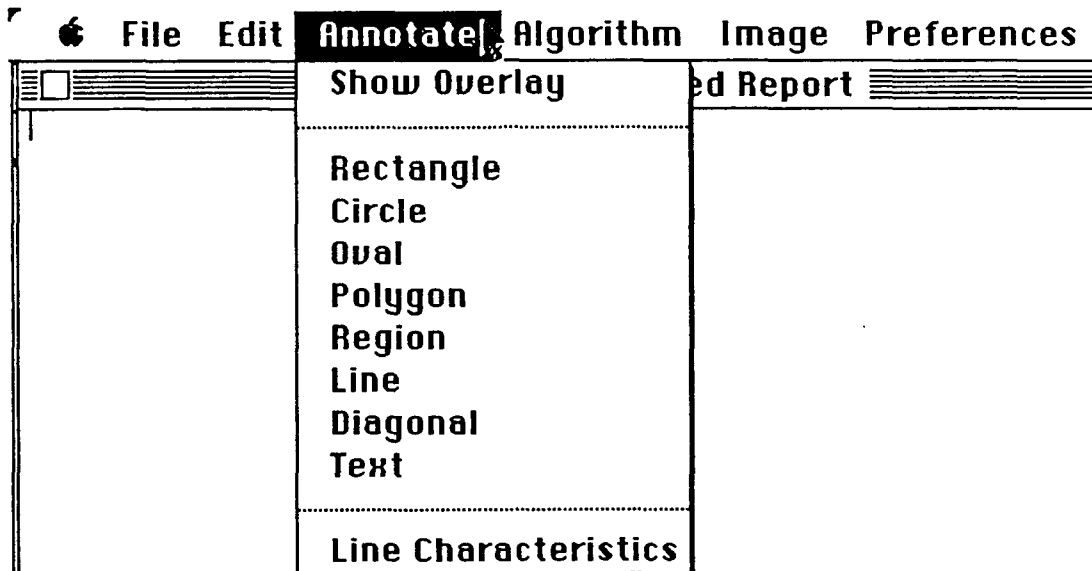 File Edit Annotate Algorithm Image Preferences
Show Overlay
ed Report
Rectangle
Circle
Oval
Polygon
Region
Line
Diagonal
Text
Line Characteristics